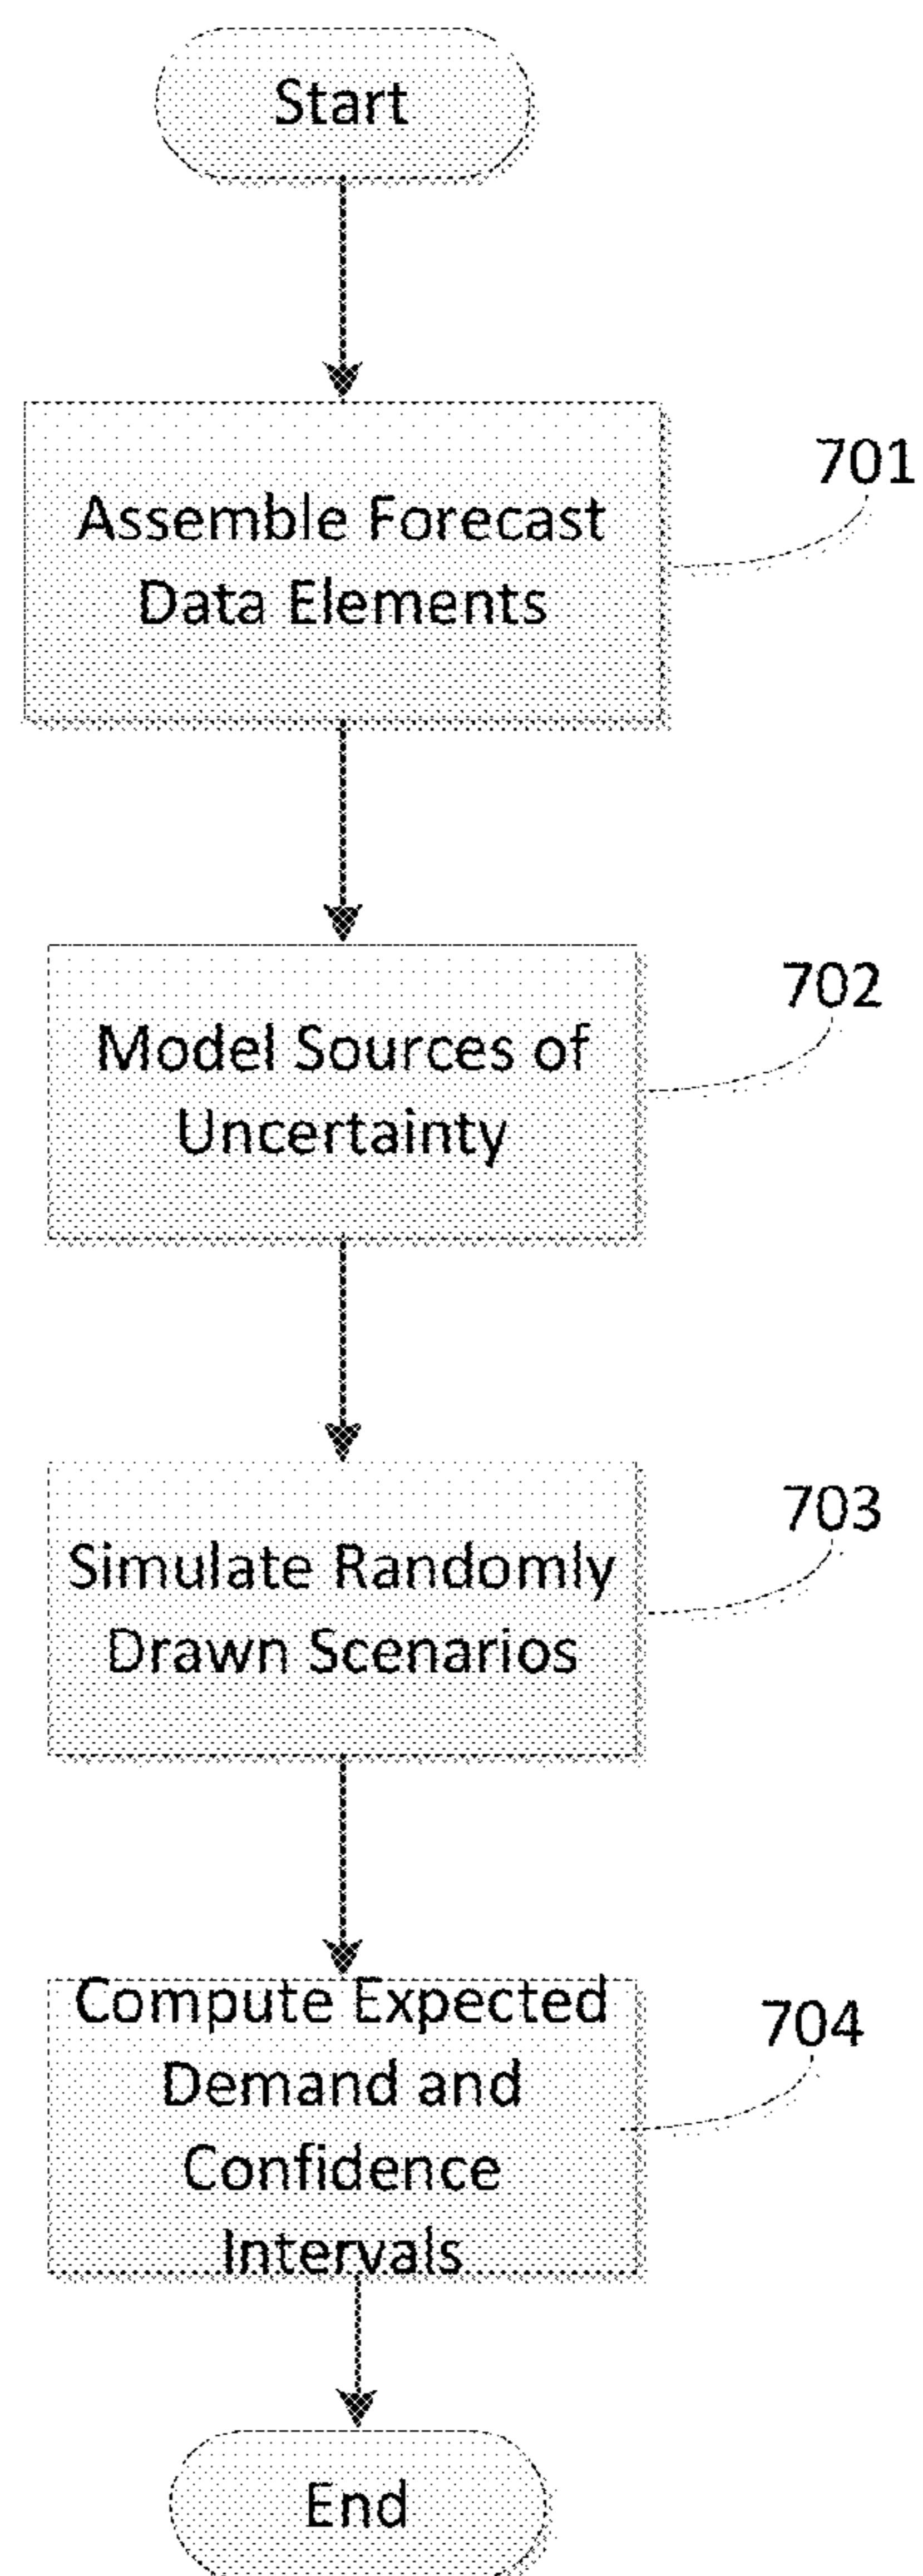 Start
Assemble Forecast
Data Elements
701
Model Sources of
Uncertainty
702
Simulate Randomly
Drawn Scenarios
703
Compute Expected
Demand and
Confidence
Intervals
704
End